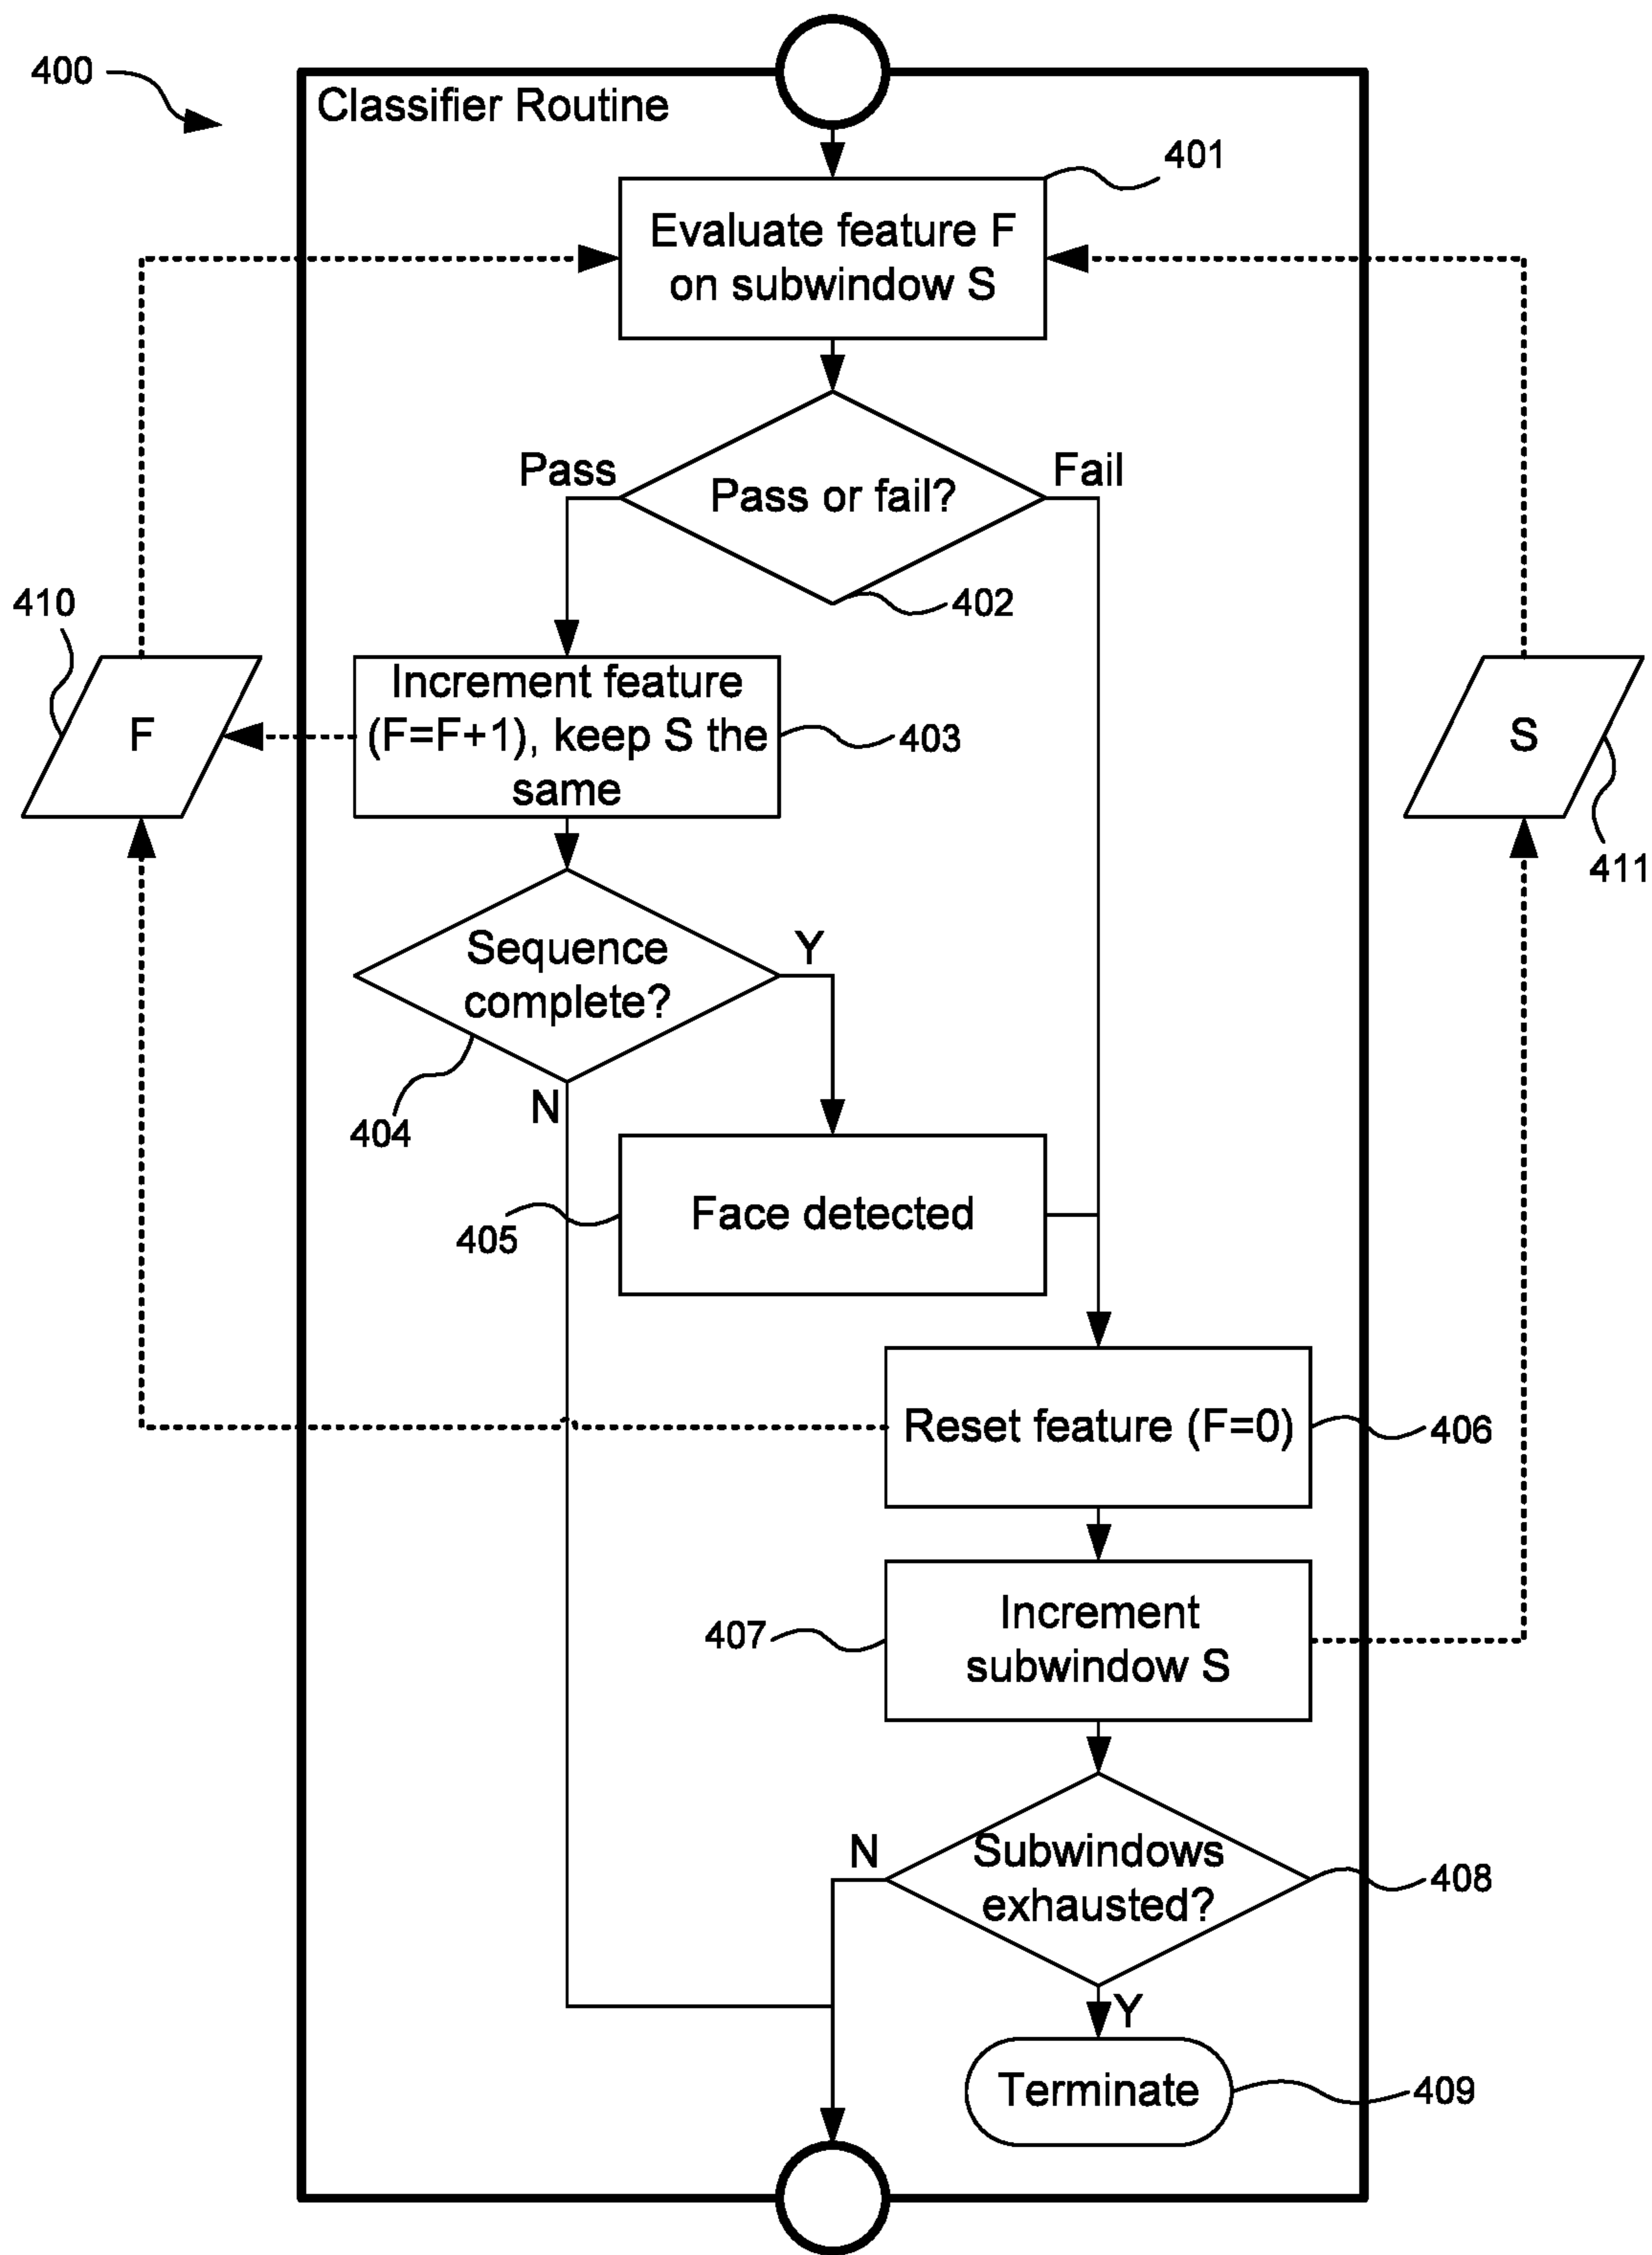 400
Classifier Routine
401
Evaluate feature F
on subwindow S
Pass
Fail
Pass or fail?
402
410
Increment feature
(F=F+1), keep S the
same
403
F
S
411
Sequence
complete?
Y
N
404
Face detected
405
Reset feature (F=0)
406
Increment
subwindow S
407
N
Subwindows
exhausted?
408
Y
Terminate
409